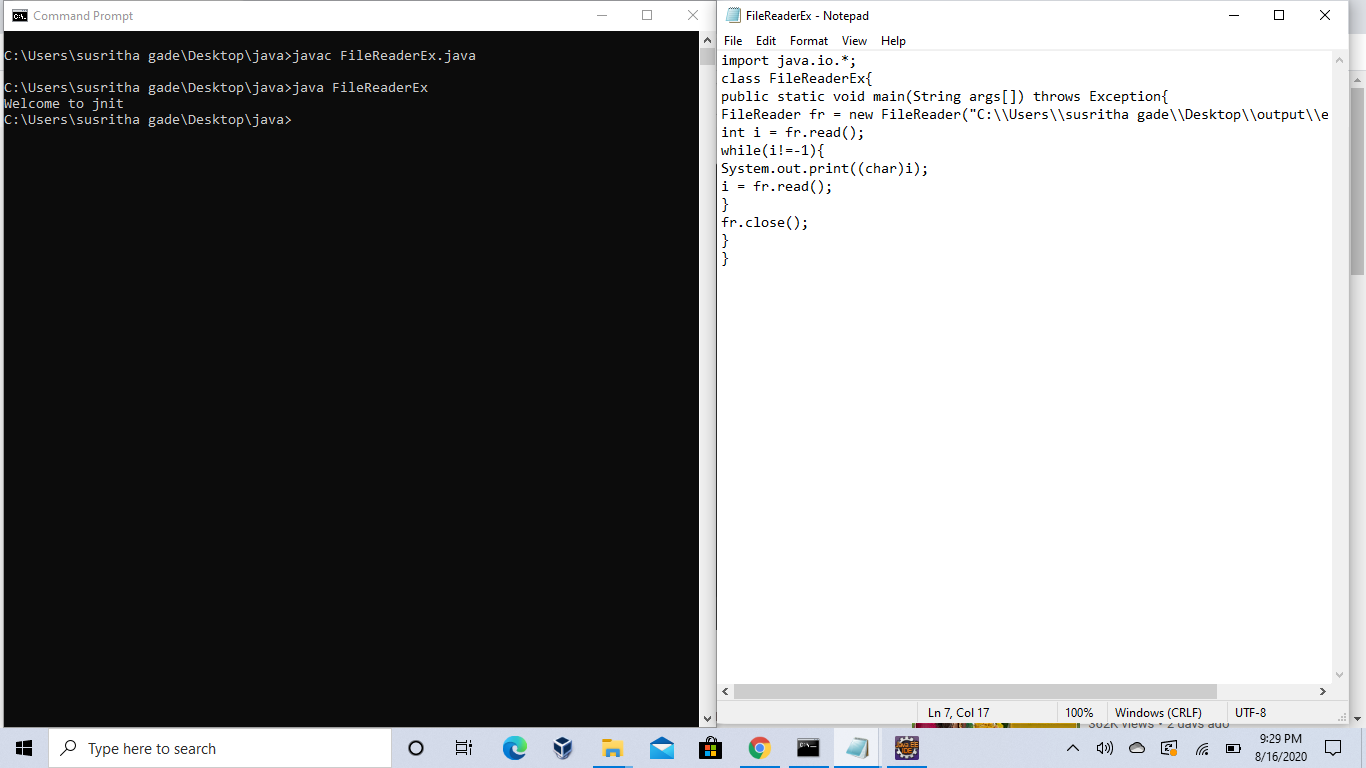 Command Prompt
C:\Users\susritha gade\Desktop\java>javac FileReaderEx.java
C:\Users\susritha gade\Desktop\java>java FileReaderEx
Welcome to jnit
C:\Users\susritha gade\Desktop\java>
FileReaderEx - Notepad
File Edit Format View Help
import java.io.*;
class FileReaderEx{
public static void main(String args[]) throws Exception{
FileReader fr = new FileReader("C:\\Users\\susritha gade\\Desktop\\output\\e
int i = fr.read();
while(i!=-1){
System.out.print((char)i);
i = fr.read();
}
fr.close();
}
}
Ln 7, Col 17 100% Windows (CRLF) UTF-8
362K views • 2 days ago
Type here to search
9:29 PM
8/16/2020